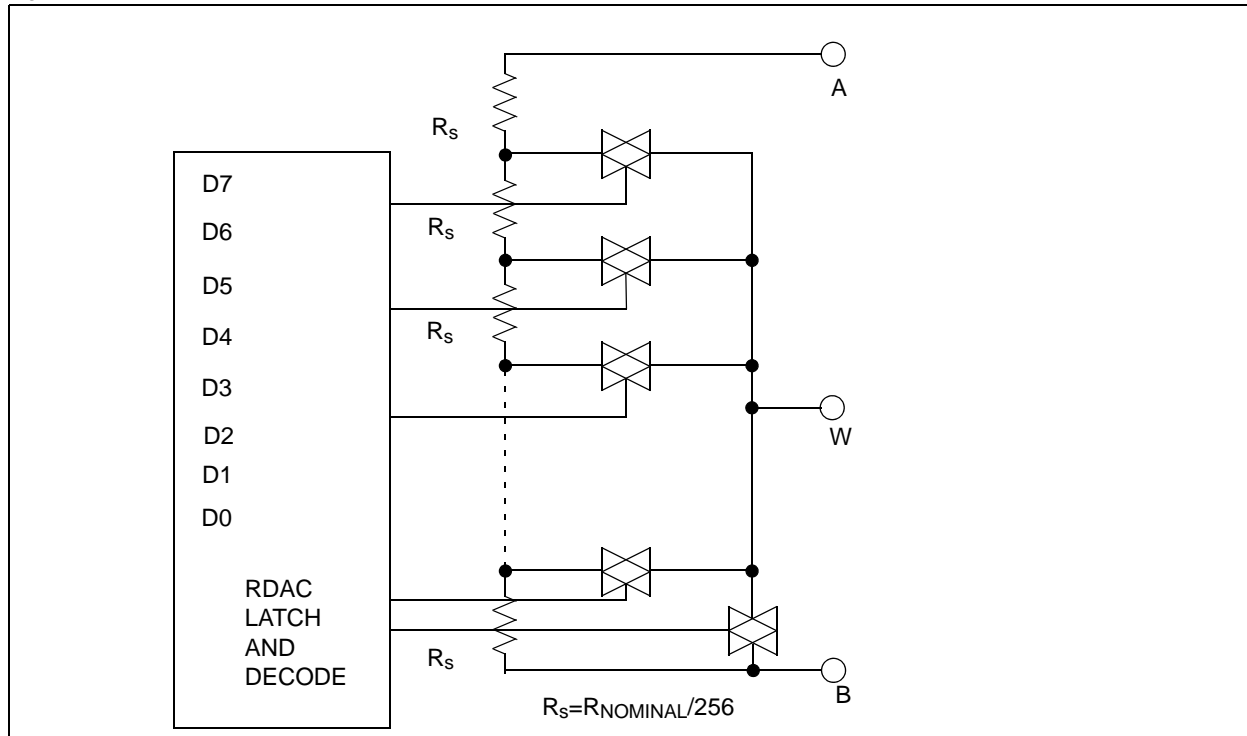 A
Rs
D7
D6
Rs
D5
D4
Rs
D3
D2
W
D1
D0
RDAC
LATCH
AND
DECODE
Rs
B
Rs=RNOMINAL/256